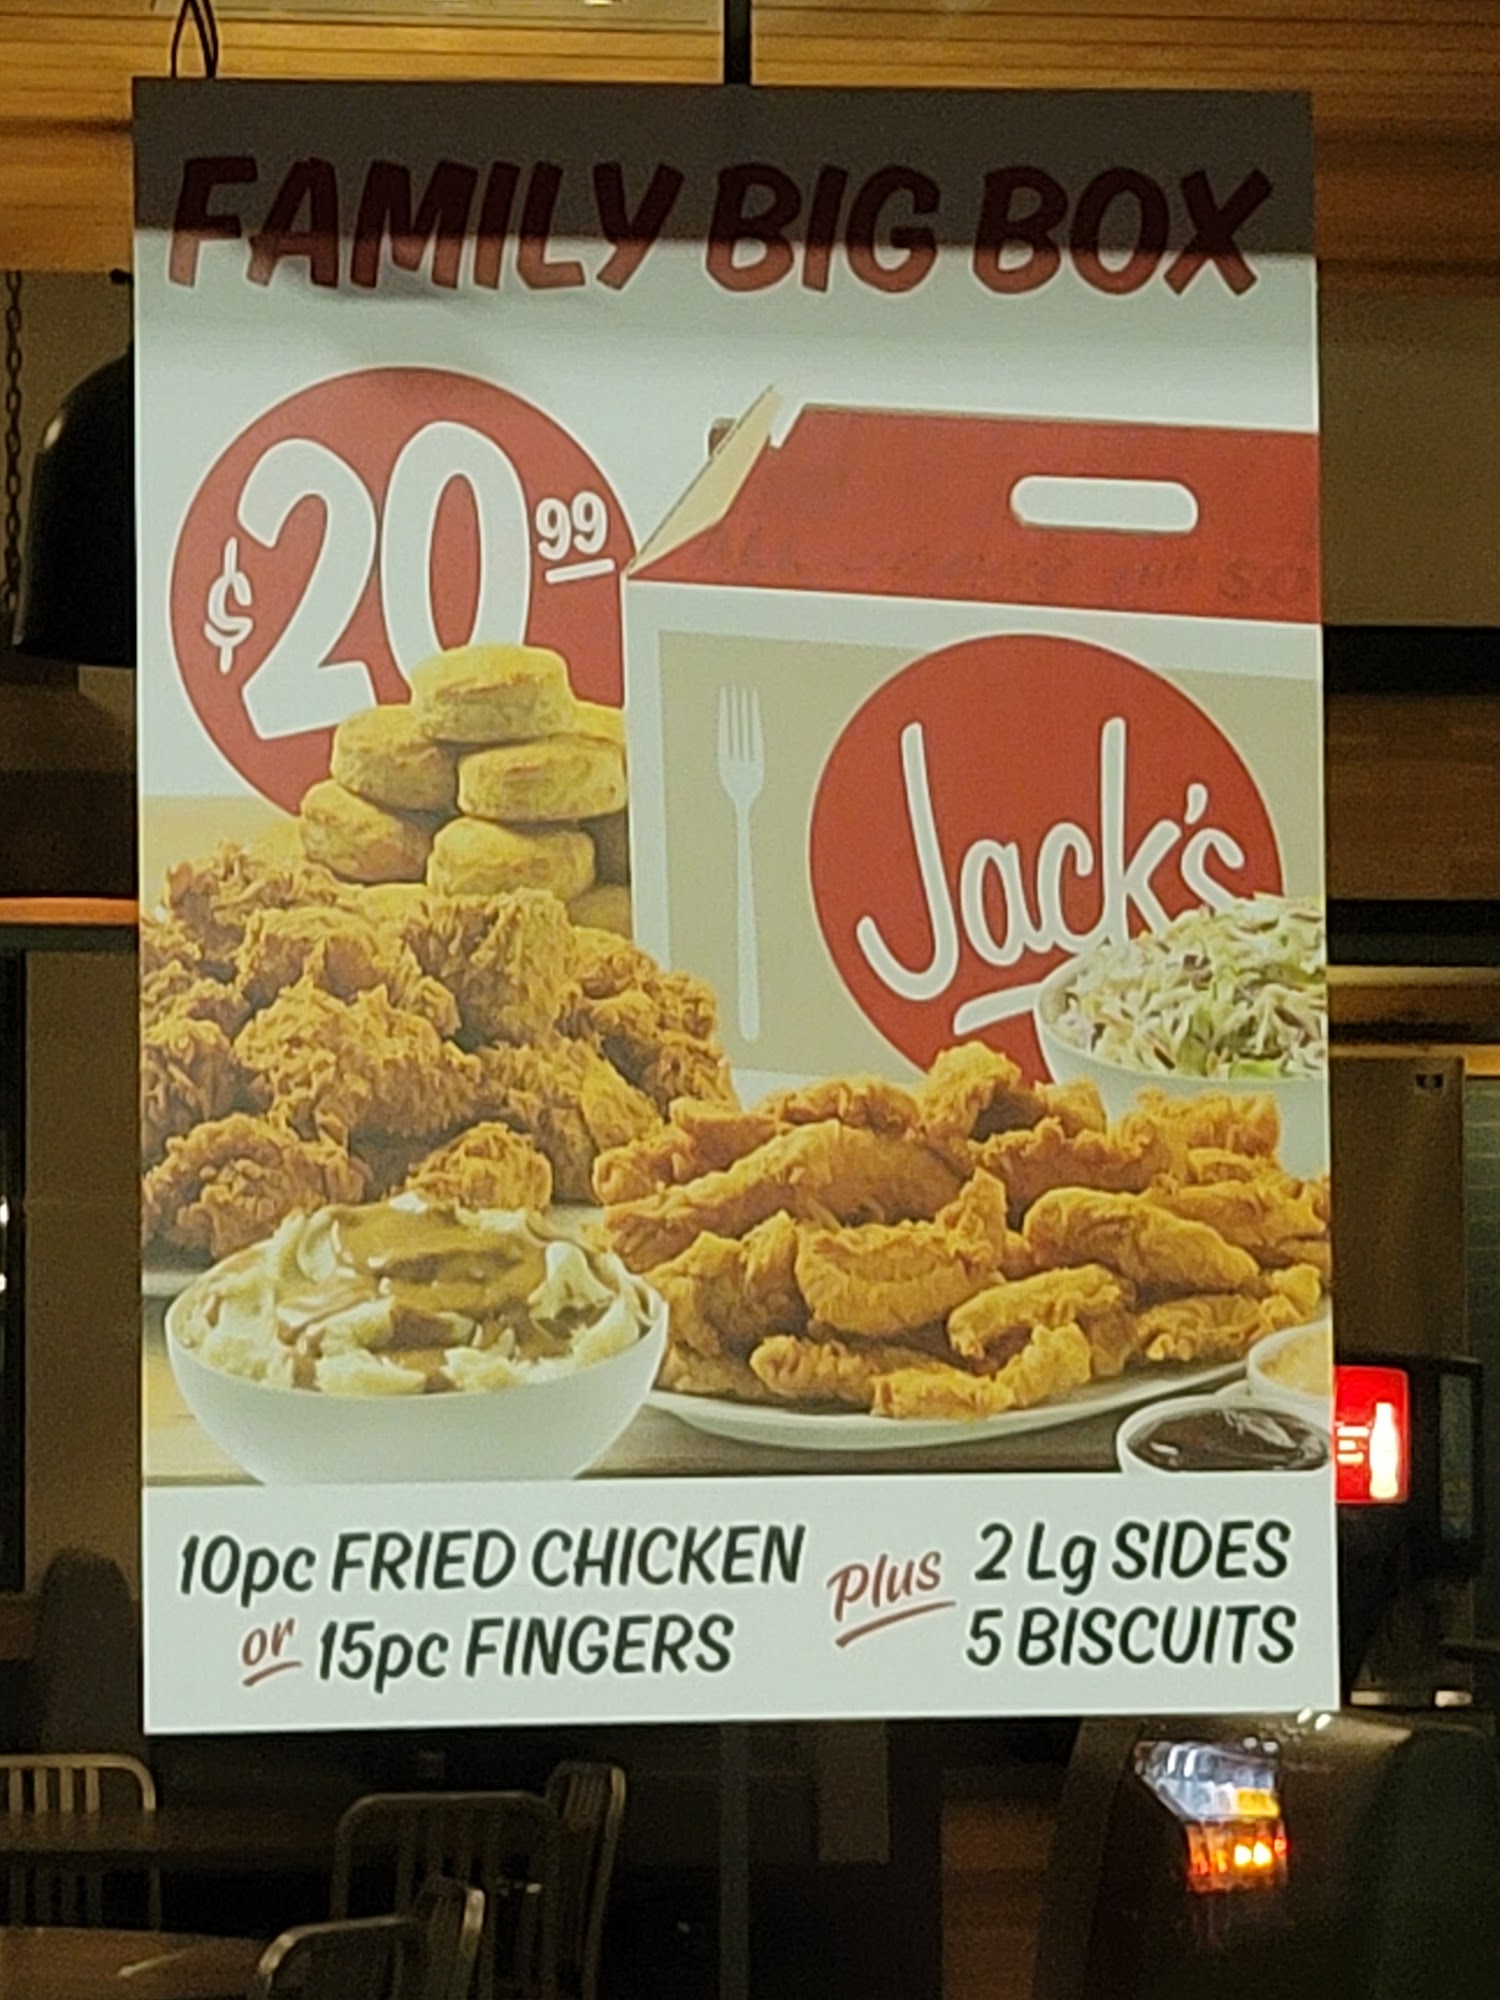 FAMILY BIG BOX
$20.99
Jack's
10pc FRIED CHICKEN
or 15pc FINGERS
plus
2 Lg SIDES
5 BISCUITS